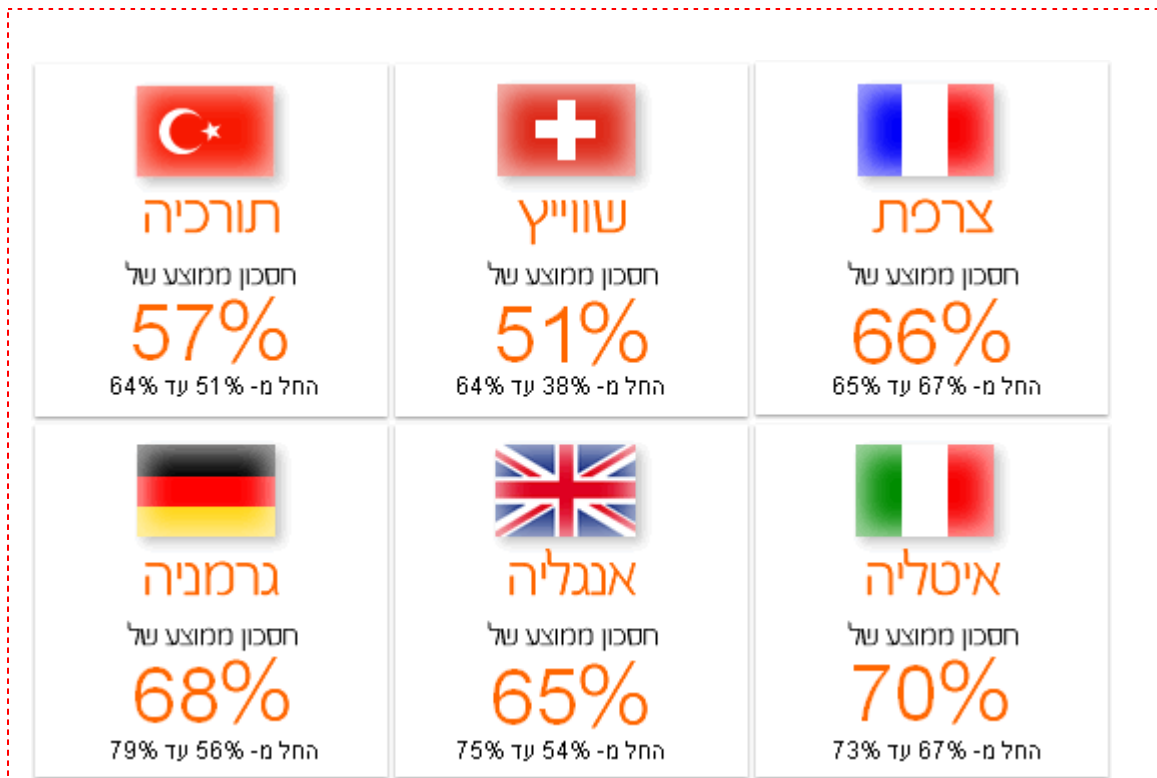 צרפת
חסכון ממוצע של
66%
החל מ- 67% עד 65%
שווייץ
חסכון ממוצע של
51%
החל מ- 38% עד 64%
תורכיה
חסכון ממוצע של
57%
החל מ- 51% עד 64%
איטליה
חסכון ממוצע של
70%
החל מ- 67% עד 73%
אנגליה
חסכון ממוצע של
65%
החל מ- 54% עד 75%
גרמניה
חסכון ממוצע של
68%
החל מ- 56% עד 79%